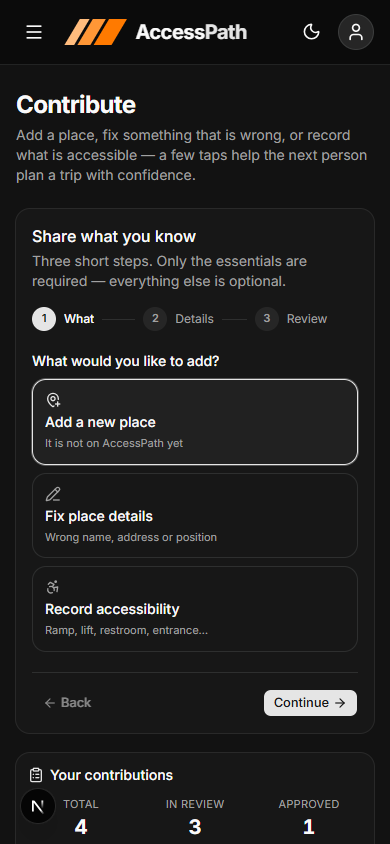 AccessPath
Contribute
Add a place, fix something that is wrong, or record
what is accessible — a few taps help the next person
plan a trip with confidence.
Share what you know
Three short steps. Only the essentials are
required — everything else is optional.
1 What 2 Details 3 Review
What would you like to add?
Add a new place
It is not on AccessPath yet
Fix place details
Wrong name, address or position
Record accessibility
Ramp, lift, restroom, entrance...
← Back Continue →
Your contributions
N
TOTAL IN REVIEW APPROVED
4 3 1